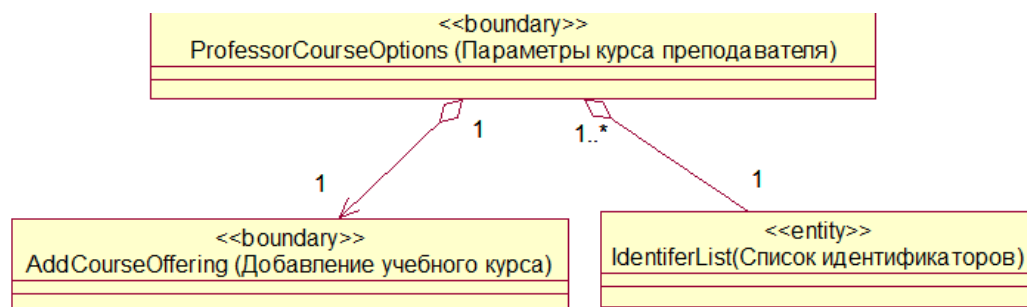 <<boundary>>
ProfessorCourseOptions (Параметры курса преподавателя)
1
1..*
1
1
<<boundary>>
AddCourseOffering (Добавление учебного курса)
<<entity>>
IdentiferList(Список идентификаторов)